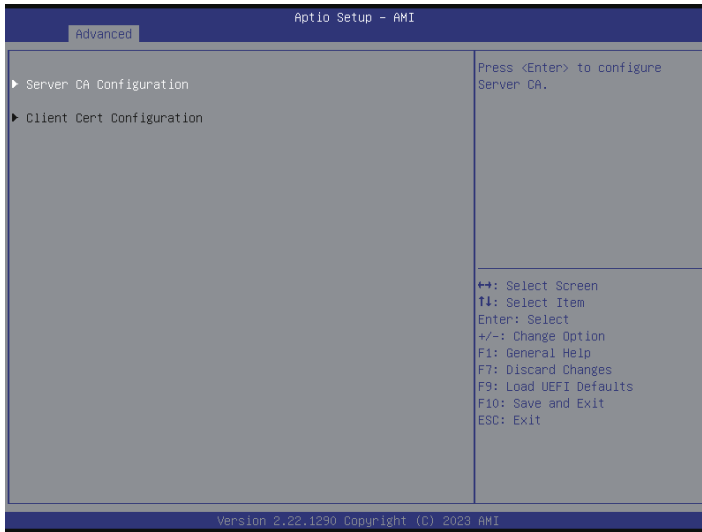 Aptio Setup – AMI
Advanced
▶ Server CA Configuration
▶ Client Cert Configuration
Press <Enter> to configure
Server CA.
↔: Select Screen
↑↓: Select Item
Enter: Select
+/-: Change Option
F1: General Help
F7: Discard Changes
F9: Load UEFI Defaults
F10: Save and Exit
ESC: Exit
Version 2.22.1290 Copyright (C) 2023 AMI